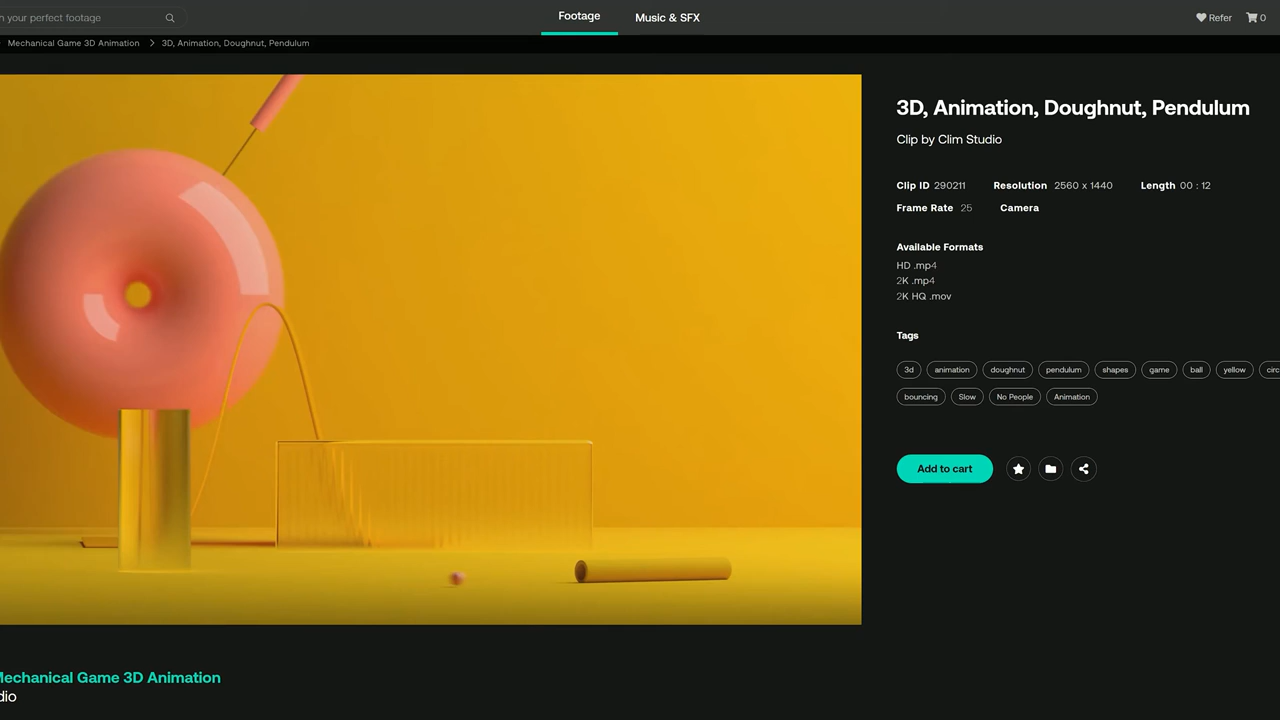 your perfect footage
Footage
Music & SFX
Refer
0
Mechanical Game 3D Animation
3D, Animation, Doughnut, Pendulum
3D, Animation, Doughnut, Pendulum
Clip by Clim Studio
Clip ID 290211 Resolution 2560 x 1440 Length 00 : 12
Frame Rate 25 Camera
Available Formats
HD .mp4
2K .mp4
2K HQ .mov
Tags
3d animation doughnut pendulum shapes game ball yellow circ
bouncing Slow No People Animation
Add to cart
Mechanical Game 3D Animation
dio